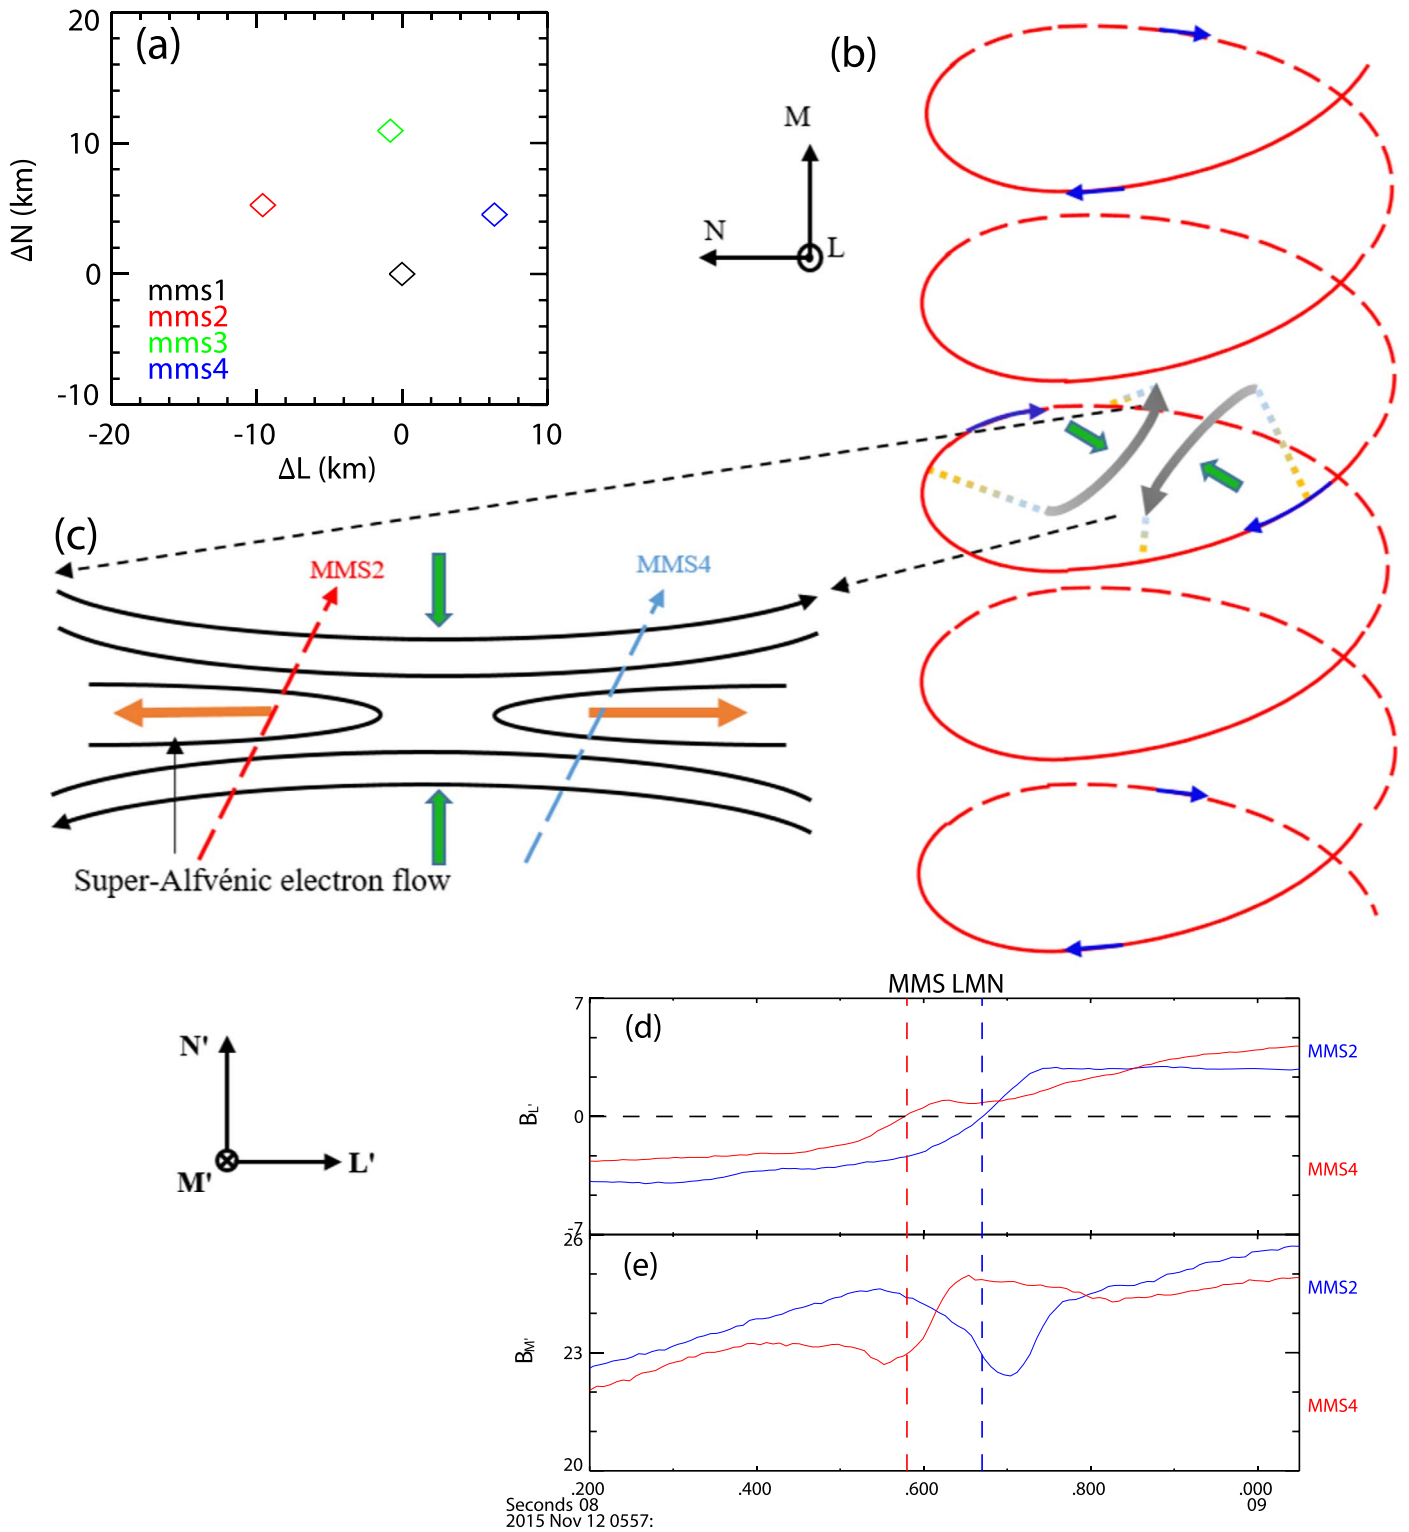 (a)
20
10
0
-10
ΔN (km)
mms1
mms2
mms3
mms4
-20
-10
0
10
ΔL (km)
(b)
M
N
L
(c)
MMS2
MMS4
Super-Alfvénic electron flow
N'
M'
L'
MMS LMN
(d)
7
0
-7
BL'
MMS2
MMS4
(e)
26
23
20
BM'
MMS2
MMS4
.200
.400
.600
.800
.000
Seconds 08
09
2015 Nov 12 0557: